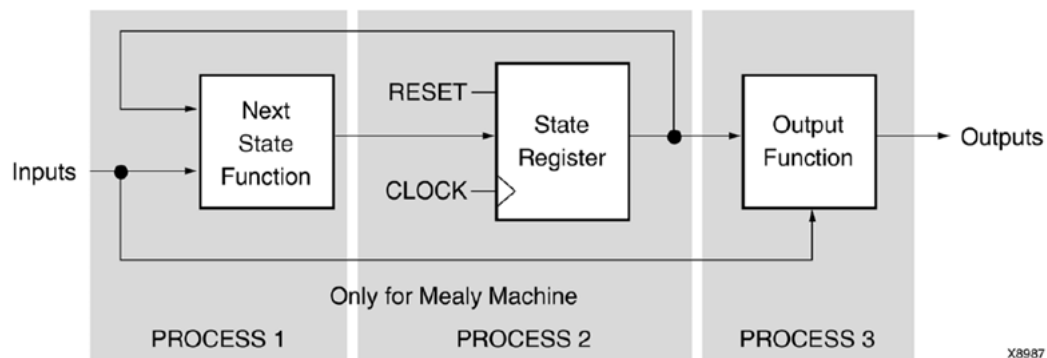 Inputs
Next
State
Function
RESET
CLOCK
State
Register
Output
Function
Outputs
Only for Mealy Machine
PROCESS 1
PROCESS 2
PROCESS 3
X8987